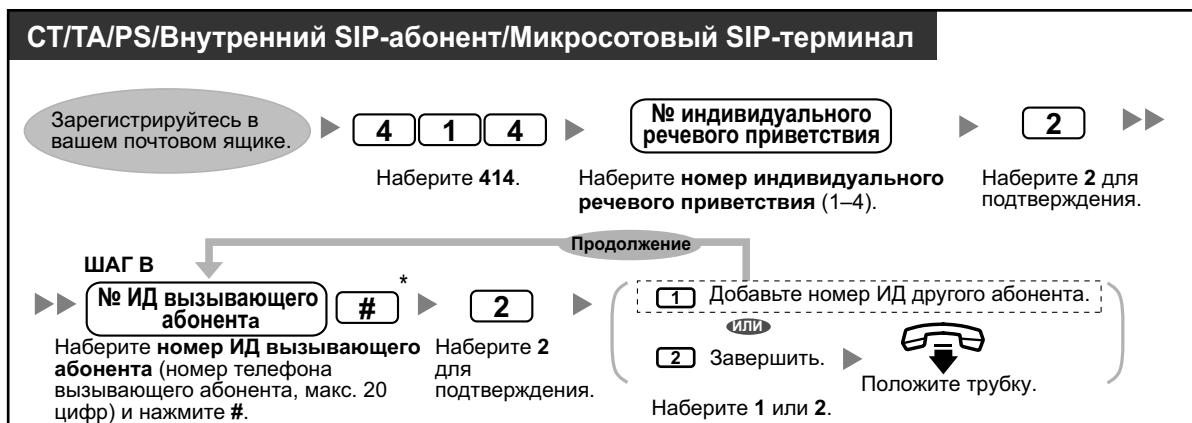 СТ/ТА/PS/Внутренний SIP-абонент/Микросотовый SIP-терминал
Зарегистрируйтесь в
вашем почтовом ящике.
4 1 4
Наберите 414.
№ индивидуального
речевого приветствия
Наберите номер индивидуального
речевого приветствия (1–4).
2
Наберите 2 для
подтверждения.
Продолжение
ШАГ В
№ ИД вызывающего
абонента
# *
Наберите номер ИД вызывающего
абонента (номер телефона
вызывающего абонента, макс. 20
цифр) и нажмите #.
2
Наберите 2
для
подтверждения.
1 Добавьте номер ИД другого абонента.
или
2 Завершить.
Положите трубку.
Наберите 1 или 2.